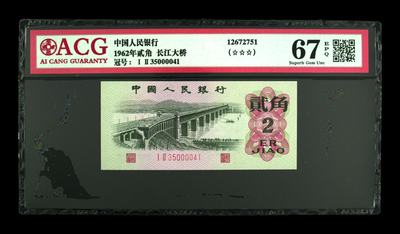 ACG
AI CANG GUARANTY
中国人民银行
1962年贰角 长江大桥
冠号： I II 35000041
12672751
(☆☆☆)
67 EPQ
Superb Gem Unc
中国人民银行
贰角
2
ER
JIAO
I II 35000041